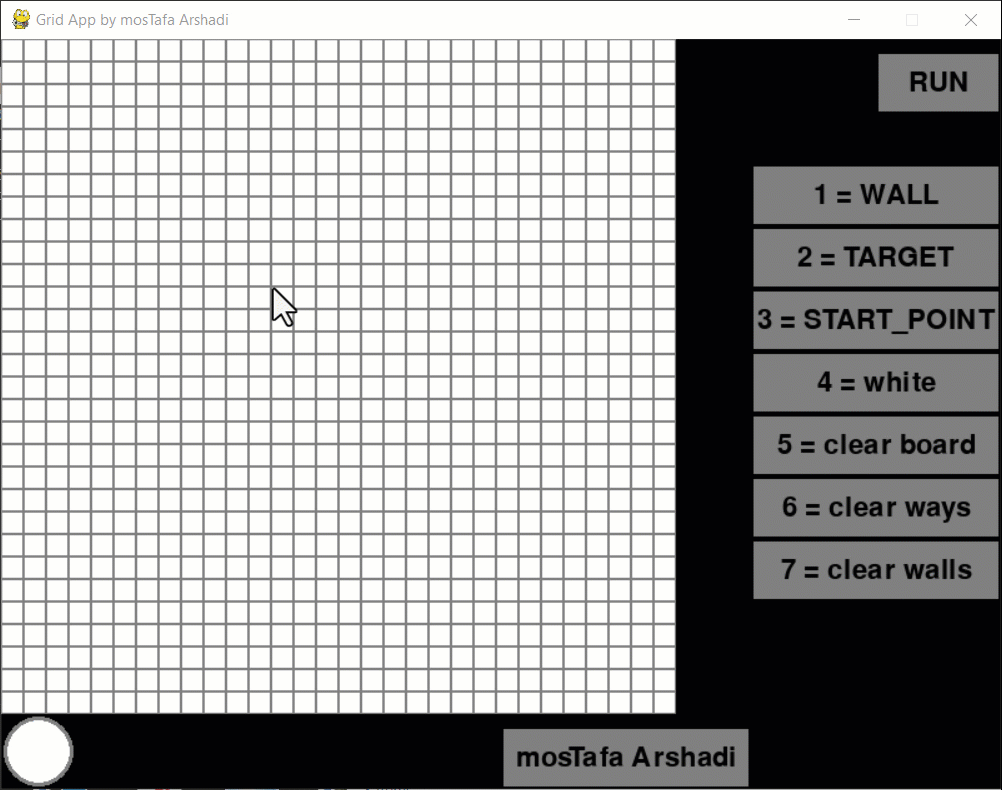 Grid App by mosTafa Arshadi
RUN
1 = WALL
2 = TARGET
3 = START_POINT
4 = white
5 = clear board
6 = clear ways
7 = clear walls
mosTafa Arshadi